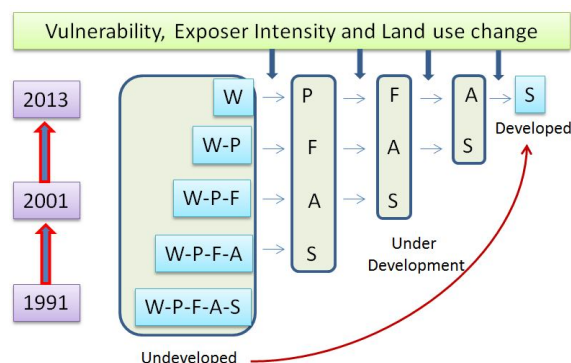 Vulnerability, Exposer Intensity and Land use change
2013
2001
1991
W
W-P
W-P-F
W-P-F-A
W-P-F-A-S
P
F
A
S
F
A
S
A
S
S
Developed
Under
Development
Undeveloped